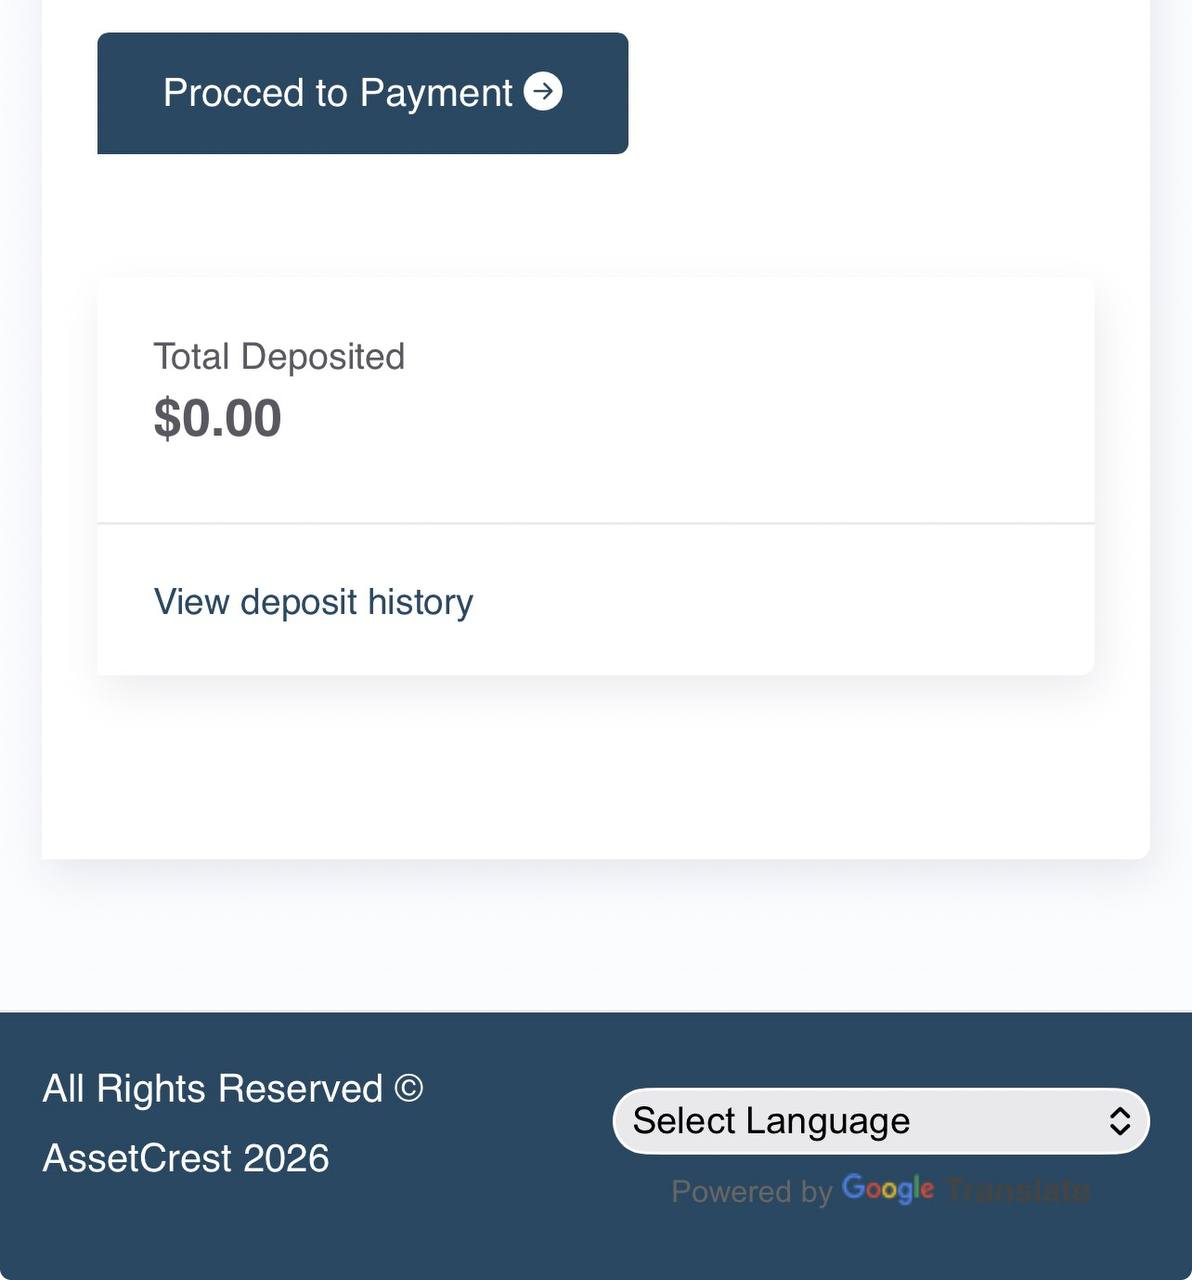 Procced to Payment
Total Deposited
$0.00
View deposit history
All Rights Reserved ©
AssetCrest 2026
Select Language
Powered by Google Translate